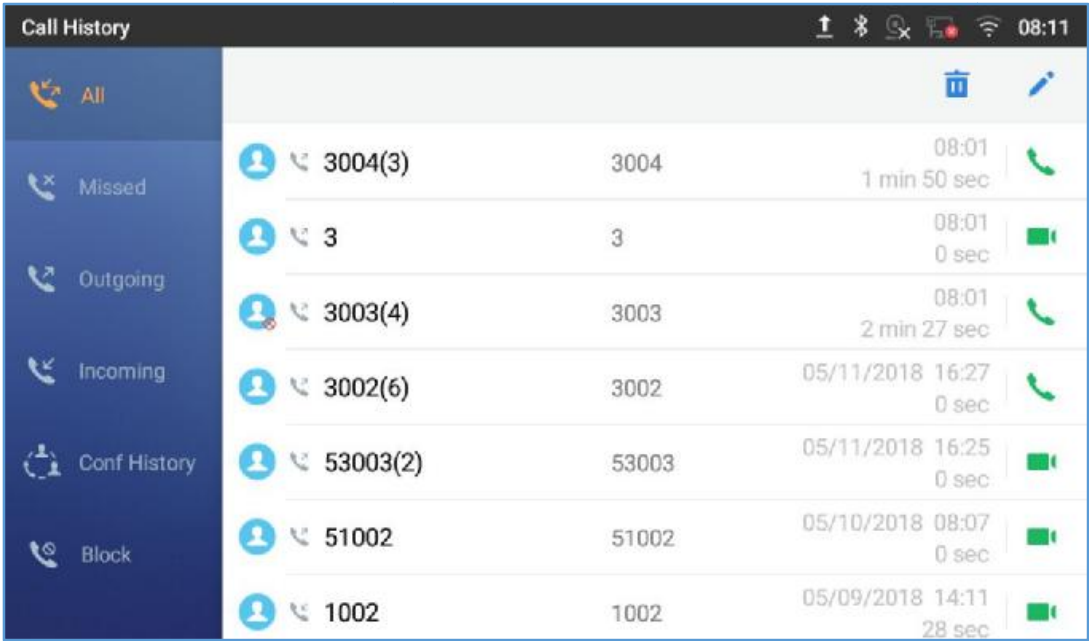 Call History 08:11
All
Missed
Outgoing
Incoming
Conf History
Block
3004(3) 3004 08:01
1 min 50 sec
3 3 08:01
0 sec
3003(4) 3003 08:01
2 min 27 sec
3002(6) 3002 05/11/2018 16:27
0 sec
53003(2) 53003 05/11/2018 16:25
0 sec
51002 51002 05/10/2018 08:07
0 sec
1002 1002 05/09/2018 14:11
28 sec